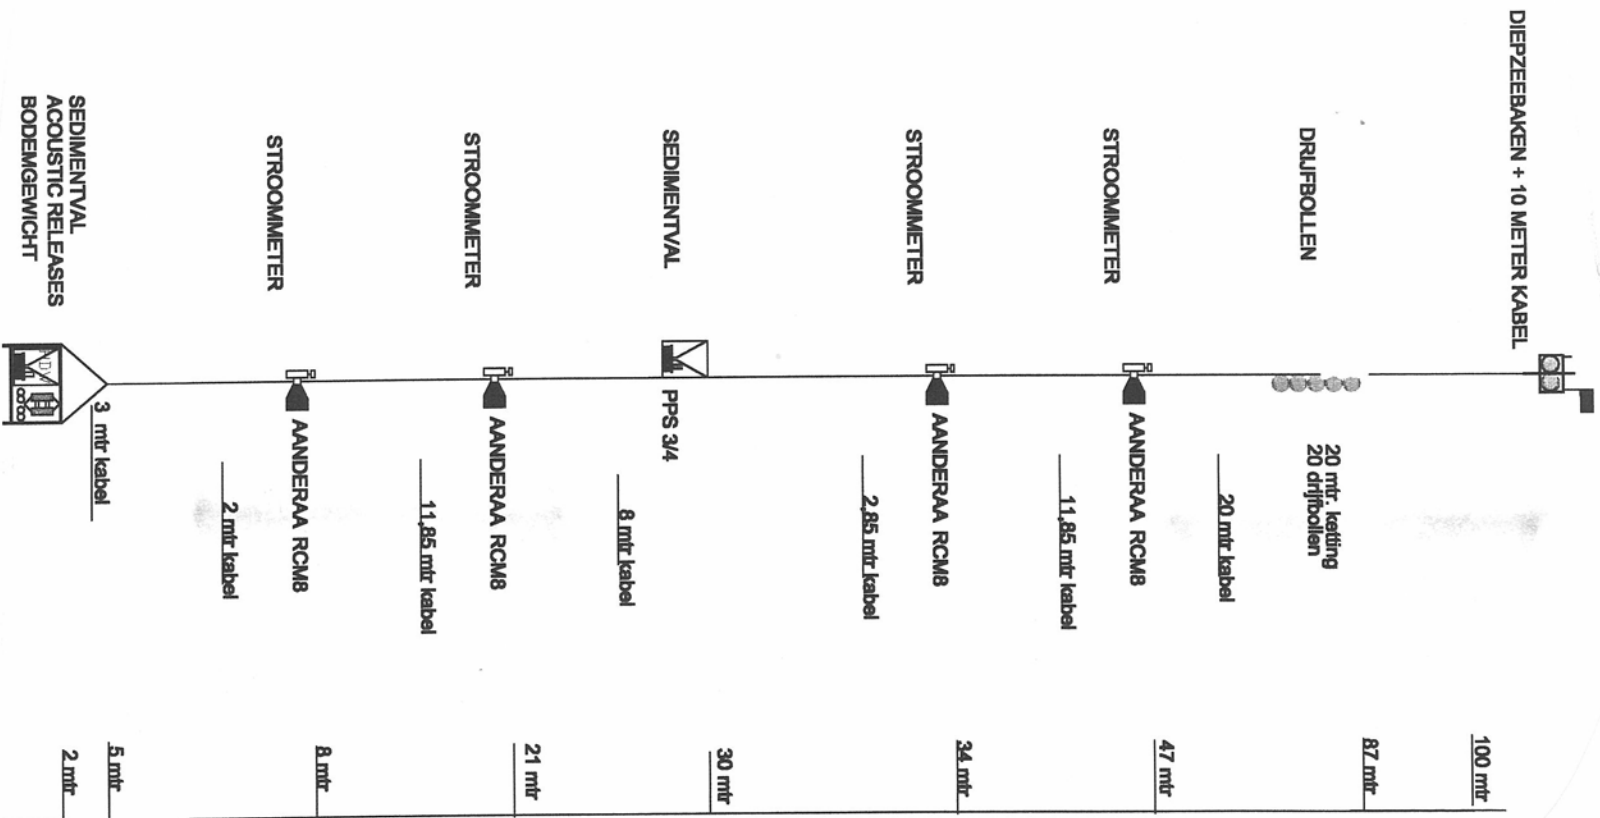 DIEPZEEBAKEN + 10 METER KABEL
100 mtr
87 mtr
DRIJFBOLLEN
20 mtr. ketting
20 drijfbollen
20 mtr kabel
STROOMMETER
AANDERAA RCM8
47 mtr
11,85 mtr kabel
STROOMMETER
AANDERAA RCM8
34 mtr
2,85 mtr kabel
SEDIMENTVAL
PPS 3/4
30 mtr
8 mtr kabel
STROOMMETER
AANDERAA RCM8
21 mtr
11,85 mtr kabel
STROOMMETER
AANDERAA RCM8
8 mtr
2 mtr kabel
5 mtr
3 mtr kabel
SEDIMENTVAL
ACOUSTIC RELEASES
BODEMGEWICHT
2 mtr